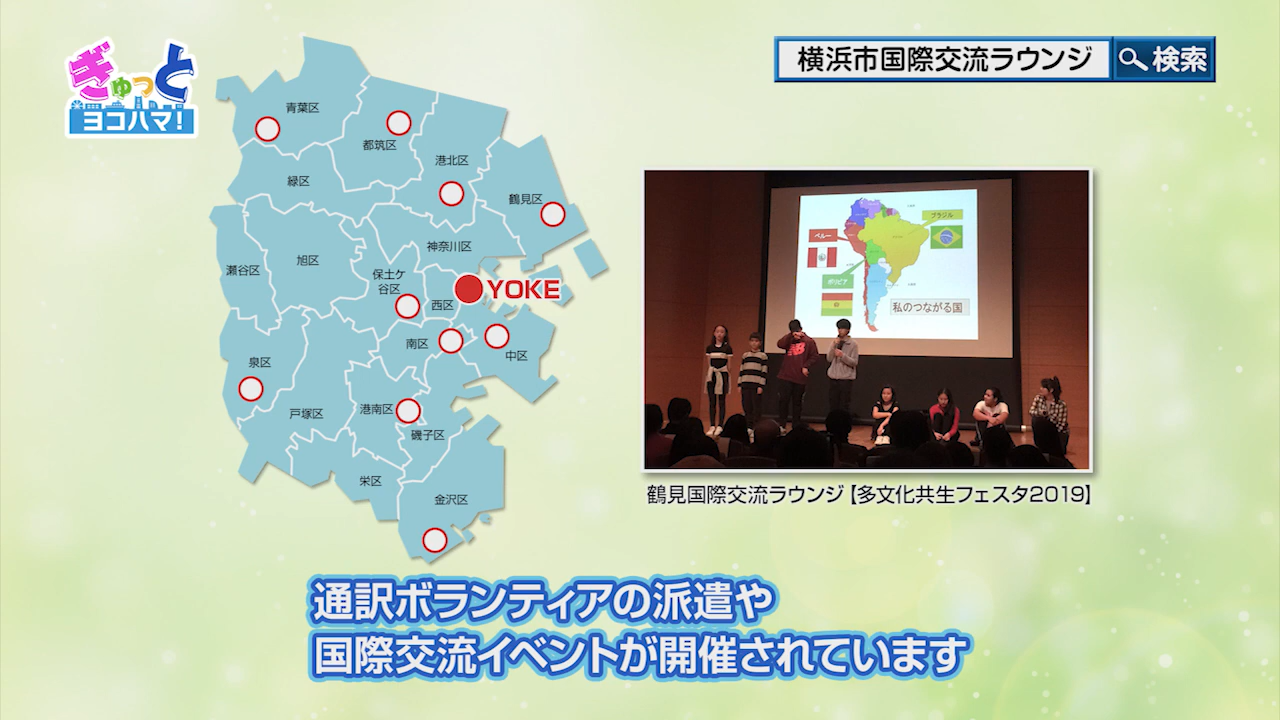 ぎゅっと
ヨコハマ!
横浜市国際交流ラウンジ
検索
青葉区
都筑区
港北区
緑区
鶴見区
神奈川区
旭区
瀬谷区
保土ケ
谷区
西区
YOKE
南区
中区
泉区
戸塚区
港南区
磯子区
栄区
金沢区
ブラジル
ペルー
ボリビア
私のつながる国
鶴見国際交流ラウンジ【多文化共生フェスタ2019】
通訳ボランティアの派遣や
国際交流イベントが開催されています